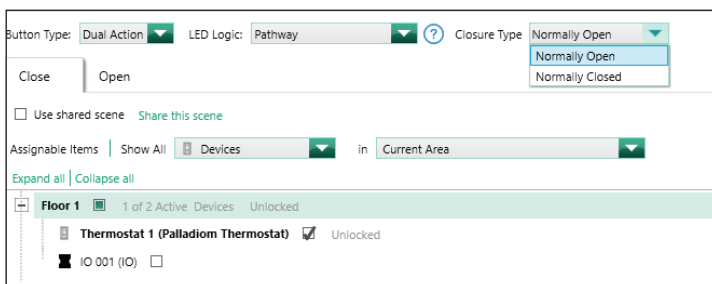 Button Type: Dual Action LED Logic: Pathway ? Closure Type Normally Open
Normally Open
Normally Closed
Close Open
Use shared scene Share this scene
Assignable Items Show All Devices in Current Area
Expand all Collapse all
Floor 1 1 of 2 Active Devices Unlocked
Thermostat 1 (Palladiom Thermostat) Unlocked
IO 001 (IO)